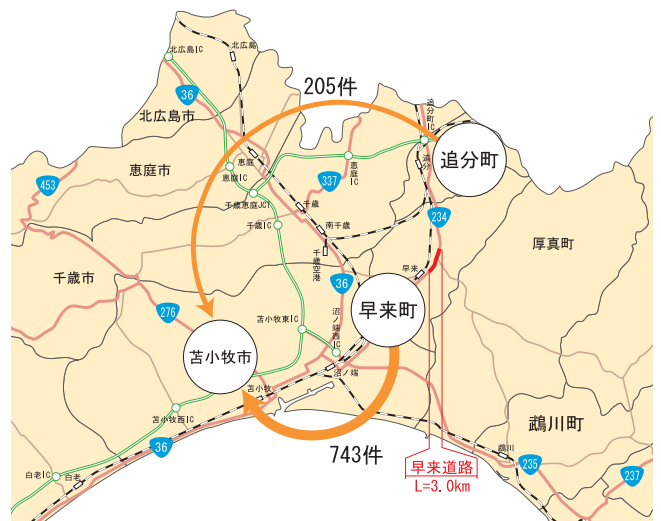 北広島
北広島IC
36
205件
北広島市
追分町IC
追分町
追分
恵庭市
恵庭
恵庭IC
恵庭IC
337
453
千歳恵庭JCT
千歳
234
千歳IC
南千歳
厚真町
千歳空港
早来
千歳市
36
276
早来町
苫小牧東IC
沼ノ端西IC
苫小牧市
沼ノ端
苫小牧
苫小牧西IC
鵡川町
36
743件
鵡川
235
237
早来道路
L=3.0km
白老IC
白老